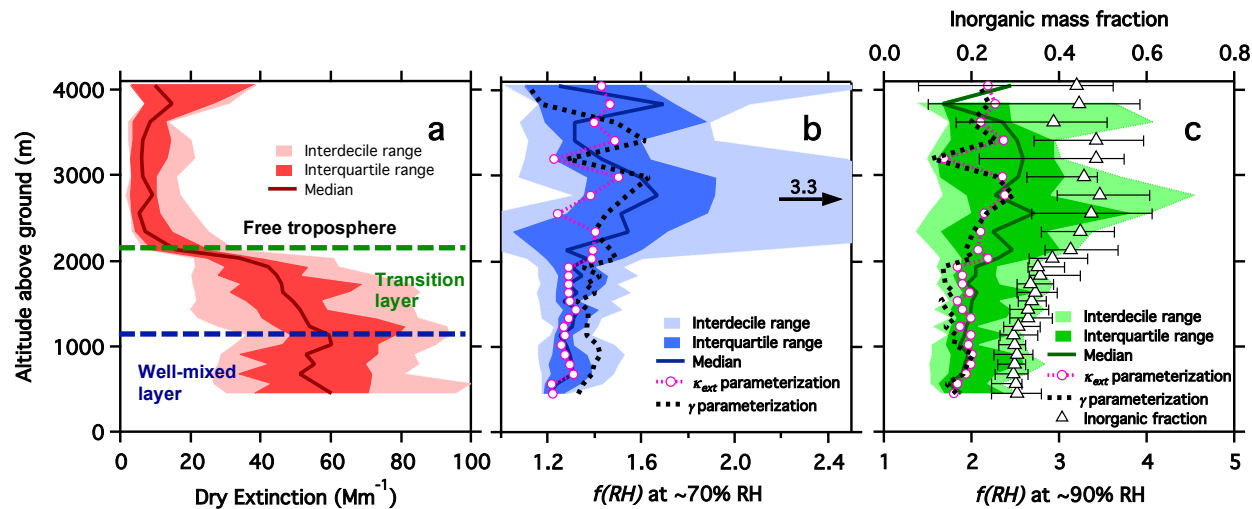 Inorganic mass fraction
0.0 0.2 0.4 0.6 0.8
Altitude above ground (m)
4000
3000
2000
1000
0
a
Interdecile range
Interquartile range
Median
Free troposphere
Transition
layer
Well-mixed
layer
0 20 40 60 80 100
Dry Extinction (Mm⁻¹)
b
3.3
Interdecile range
Interquartile range
Median
κext parameterization
γ parameterization
1.2 1.6 2.0 2.4
f(RH) at ~70% RH
c
Interdecile range
Interquartile range
Median
κext parameterization
γ parameterization
Inorganic fraction
1 2 3 4 5
f(RH) at ~90% RH